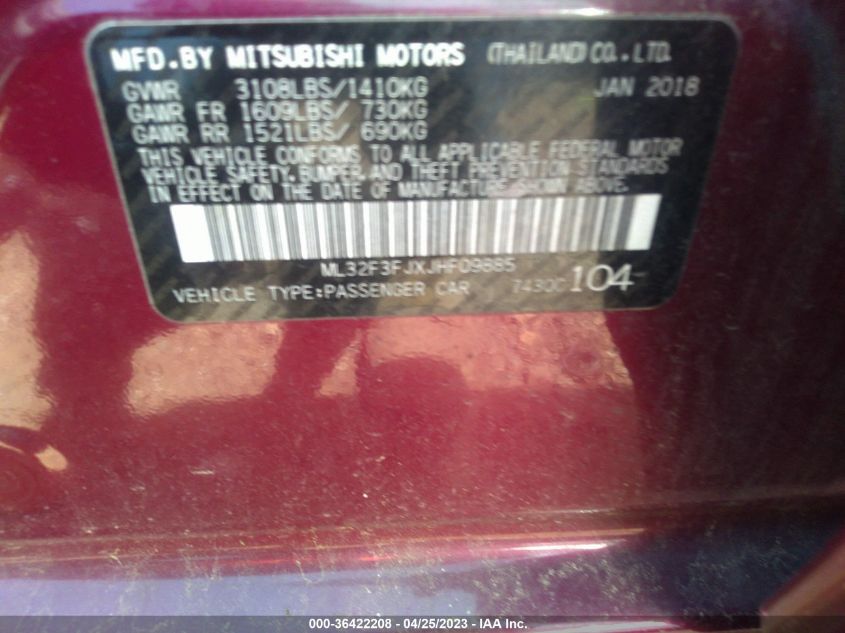 MFD. BY MITSUBISHI MOTORS (THAILAND) CO., LTD.
GVWR 3108LBS/1410KG JAN 2018
GAWR FR 1609LBS/ 730KG
GAWR RR 1521LBS/ 690KG
THIS VEHICLE CONFORMS TO ALL APPLICABLE FEDERAL MOTOR
VEHICLE SAFETY, BUMPER, AND THEFT PREVENTION STANDARDS
IN EFFECT ON THE DATE OF MANUFACTURE SHOWN ABOVE.
ML32F3FJXJHF09885
VEHICLE TYPE:PASSENGER CAR 7430C 104
000-36422208 - 04/25/2023 - IAA Inc.